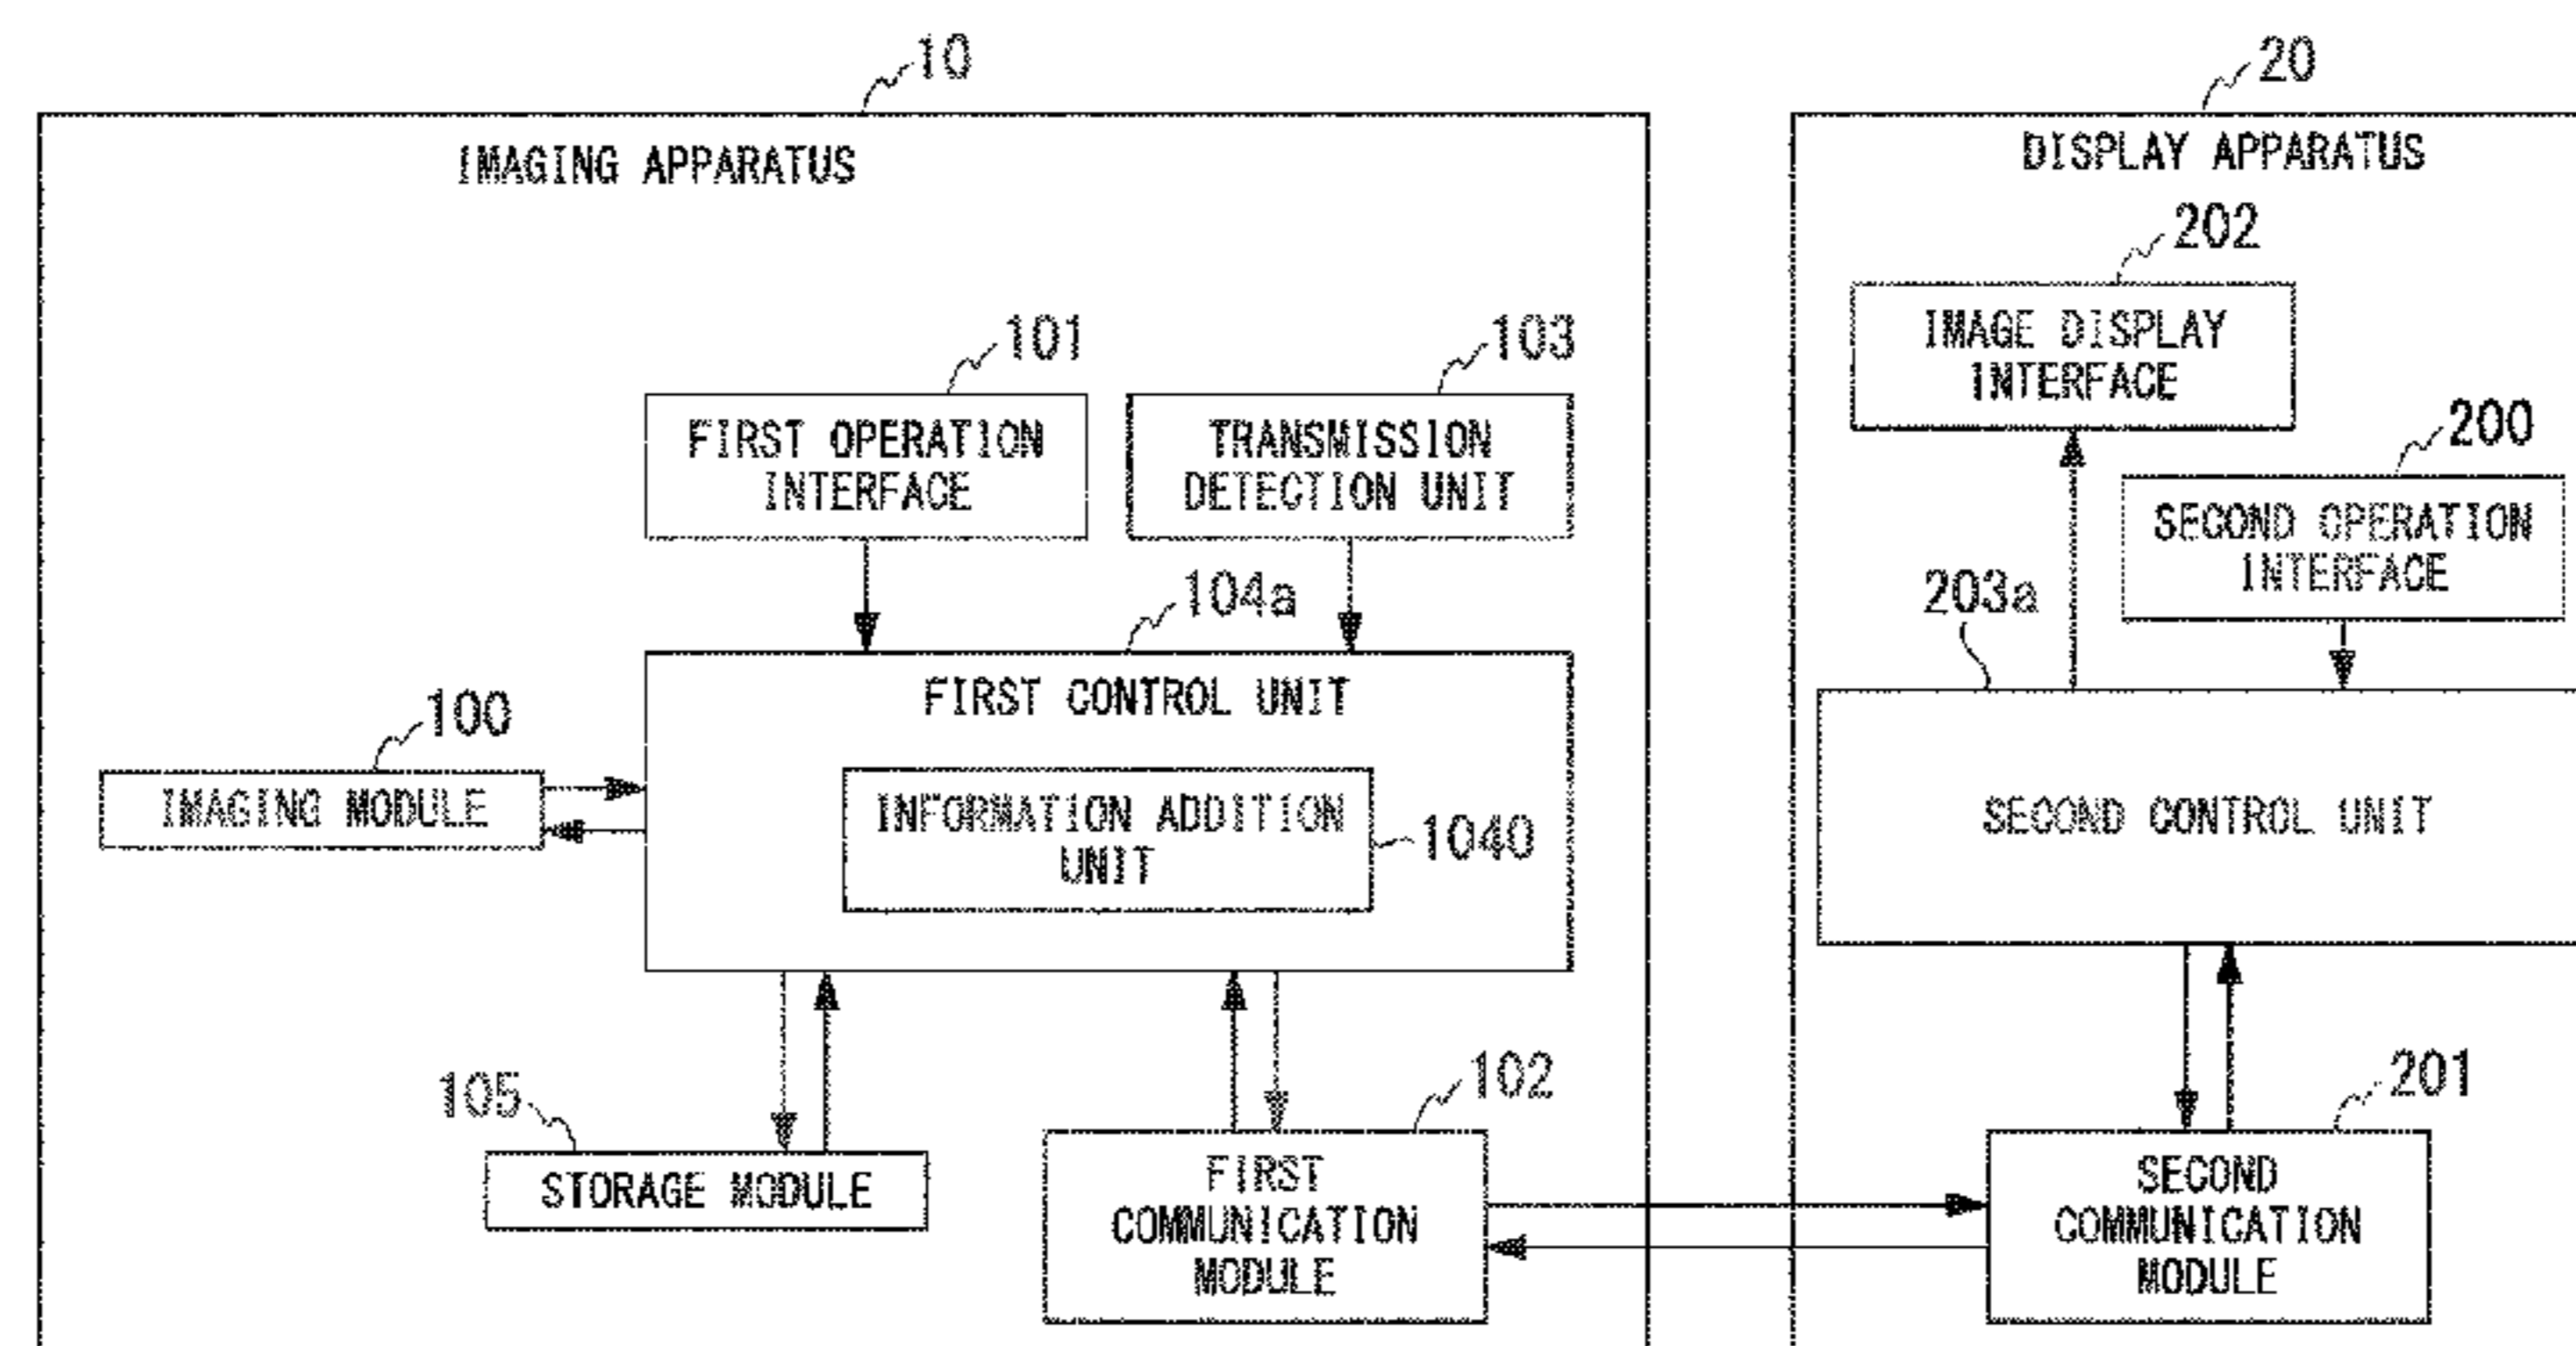 10
IMAGING APPARATUS
101
FIRST OPERATION
INTERFACE
103
TRANSMISSION
DETECTION UNIT
104a
FIRST CONTROL UNIT
INFORMATION ADDITION
UNIT
1040
100
IMAGING MODULE
105
STORAGE MODULE
102
FIRST
COMMUNICATION
MODULE
20
DISPLAY APPARATUS
202
IMAGE DISPLAY
INTERFACE
200
SECOND OPERATION
INTERFACE
203a
SECOND CONTROL UNIT
201
SECOND
COMMUNICATION
MODULE